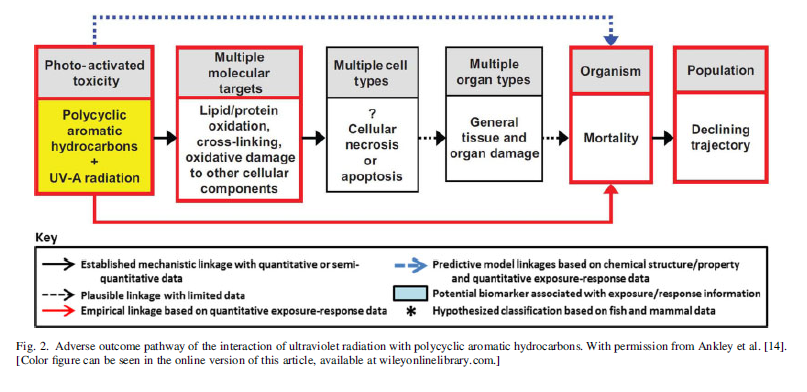 Photo-activated
toxicity
Polycyclic
aromatic
hydrocarbons
+
UV-A radiation
Multiple
molecular
targets
Lipid/protein
oxidation,
cross-linking,
oxidative damage
to other cellular
components
Multiple cell
types
?
Cellular
necrosis
or
apoptosis
Multiple
organ types
General
tissue and
organ damage
Organism
Mortality
Population
Declining
trajectory
Key
Established mechanistic linkage with quantitative or semi-
quantitative data
Plausible linkage with limited data
Empirical linkage based on quantitative exposure-response data
Predictive model linkages based on chemical structure/property
and quantitative exposure-response data
Potential biomarker associated with exposure/response information
* Hypothesized classification based on fish and mammal data
Fig. 2. Adverse outcome pathway of the interaction of ultraviolet radiation with polycyclic aromatic hydrocarbons. With permission from Ankley et al. [14].
[Color figure can be seen in the online version of this article, available at wileyonlinelibrary.com.]